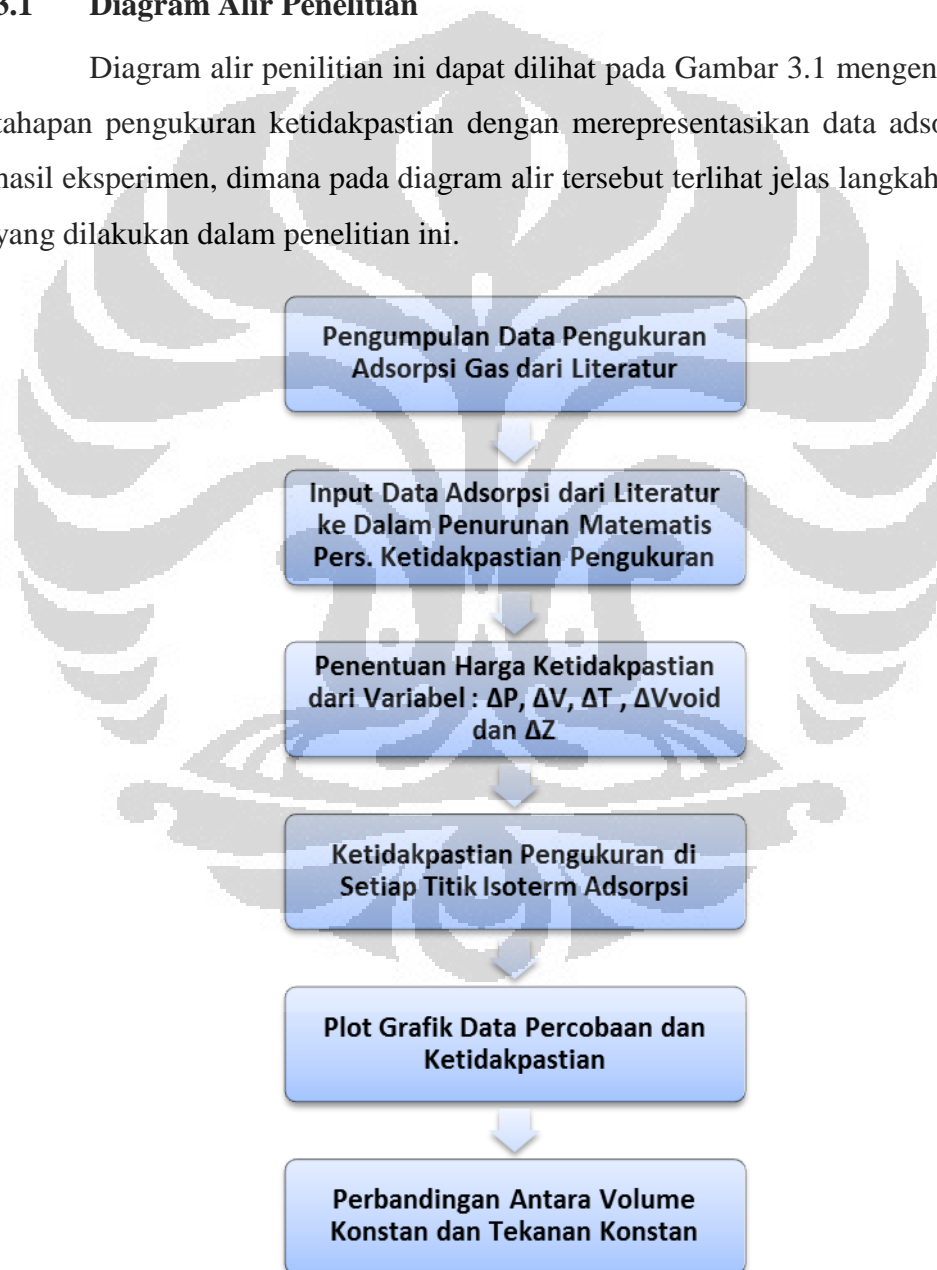 3.1 Diagram Alir Penelitian
Diagram alir penilitian ini dapat dilihat pada Gambar 3.1
tahapan pengukuran ketidakpastian dengan merepresentasikan data
hasil eksperimen, dimana pada diagram alir tersebut terlihat jelas langkah
yang dilakukan dalam penelitian ini.
Pengumpulan Data Pengukuran
Adsorpsi Gas dari Literatur
Input Data Adsorpsi dari Literatur
ke Dalam Penurunan Matematis
Pers. Ketidakpastian Pengukuran
Penentuan Harga Ketidakpastian
dari Variabel : ΔP, ΔV, ΔT , ΔVvoid
dan ΔZ
Ketidakpastian Pengukuran di
Setiap Titik Isoterm Adsorpsi
Plot Grafik Data Percobaan dan
Ketidakpastian
Perbandingan Antara Volume
Konstan dan Tekanan Konstan